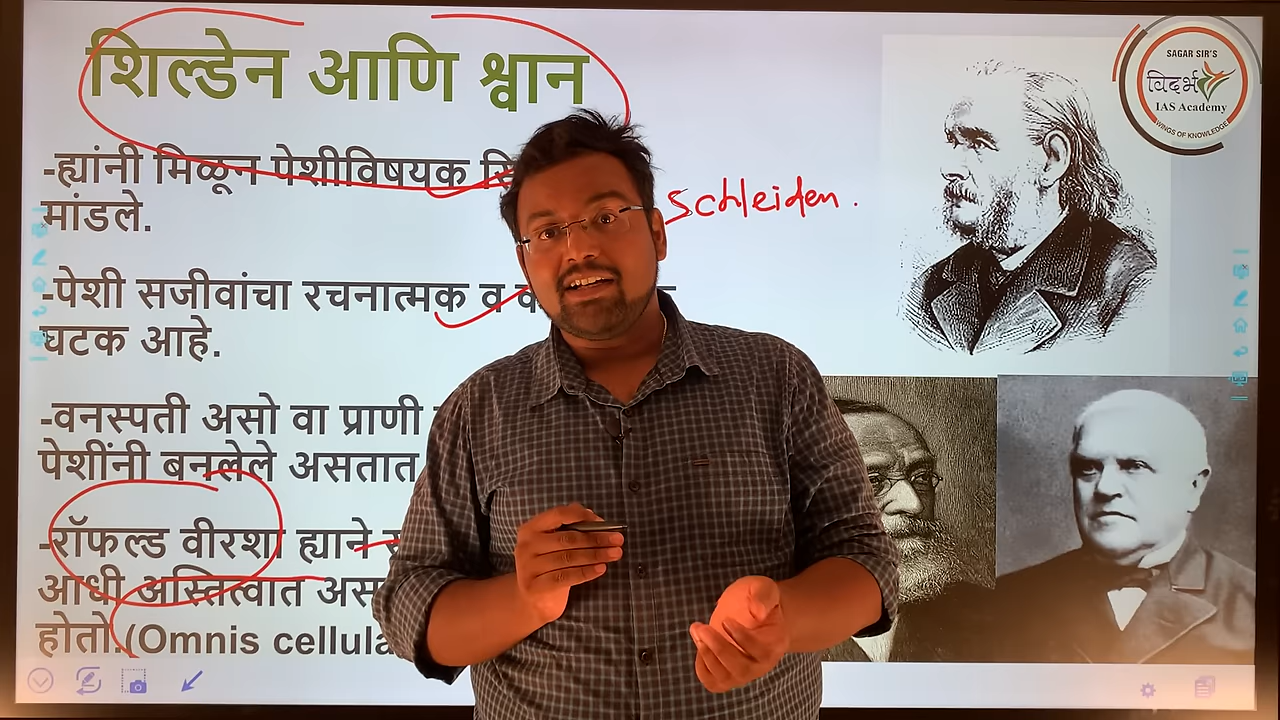 शिल्डेन आणि श्वान
-ह्यांनी मिळून पेशीविषयक
मांडले.
schleiden.
-पेशी सजीवांचा रचनात्मक व
घटक आहे.
-वनस्पती असो वा प्राणी
पेशींनी बनलेले असतात
-रॉफल्ड वीरशा ह्याने
आधी अस्तित्वात
होतो.(Omnis cellula
SAGAR SIR'S
विदर्भ
IAS Academy
WINGS OF KNOWLEDGE